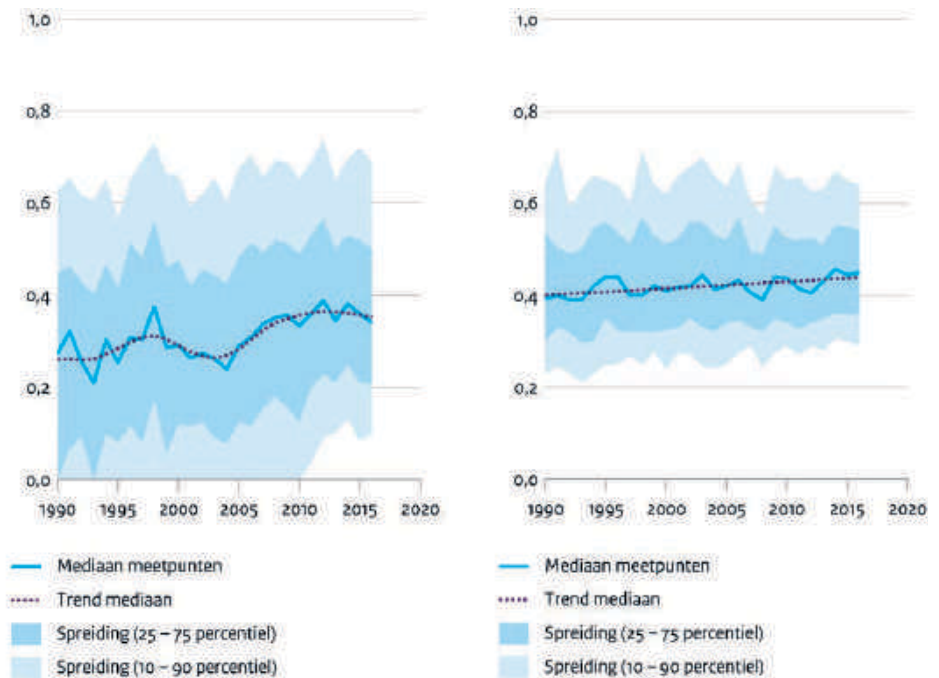 1,0
0,8
0,6
0,4
0,2
0,0
1990 1995 2000 2005 2010 2015 2020
Mediaan meetpunten
Trend mediaan
Spreiding (25 – 75 percentiel)
Spreiding (10 – 90 percentiel)
1,0
0,8
0,6
0,4
0,2
0,0
1990 1995 2000 2005 2010 2015 2020
Mediaan meetpunten
Trend mediaan
Spreiding (25 – 75 percentiel)
Spreiding (10 – 90 percentiel)